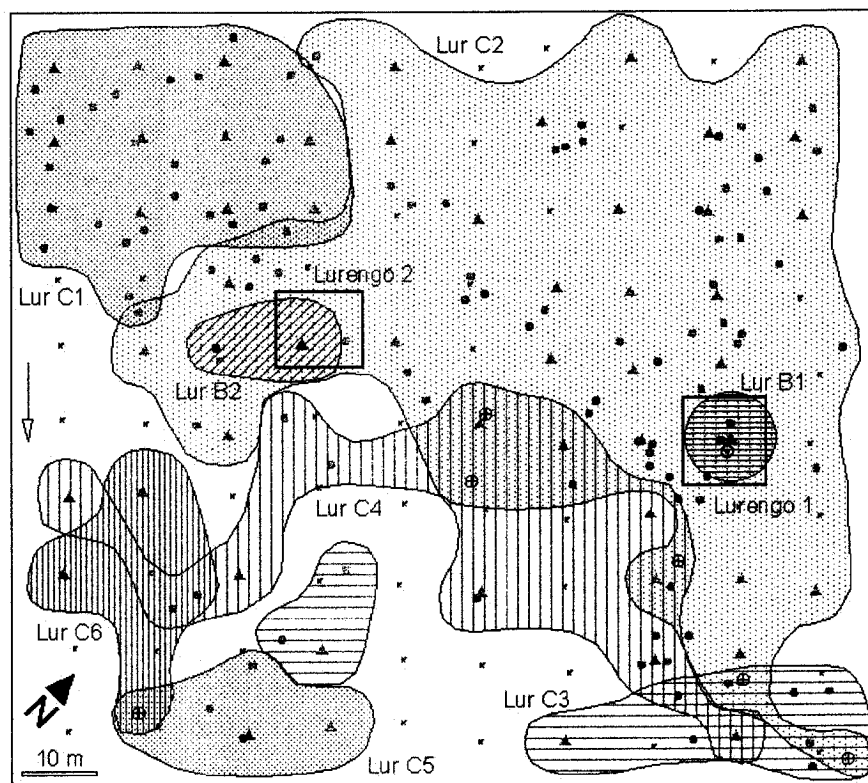 Lur C2
Lur C1
Lurengo 2
Lur B2
Lur B1
Lurengo 1
Lur C4
Lur C6
Lur C3
N
Lur C5
10 m